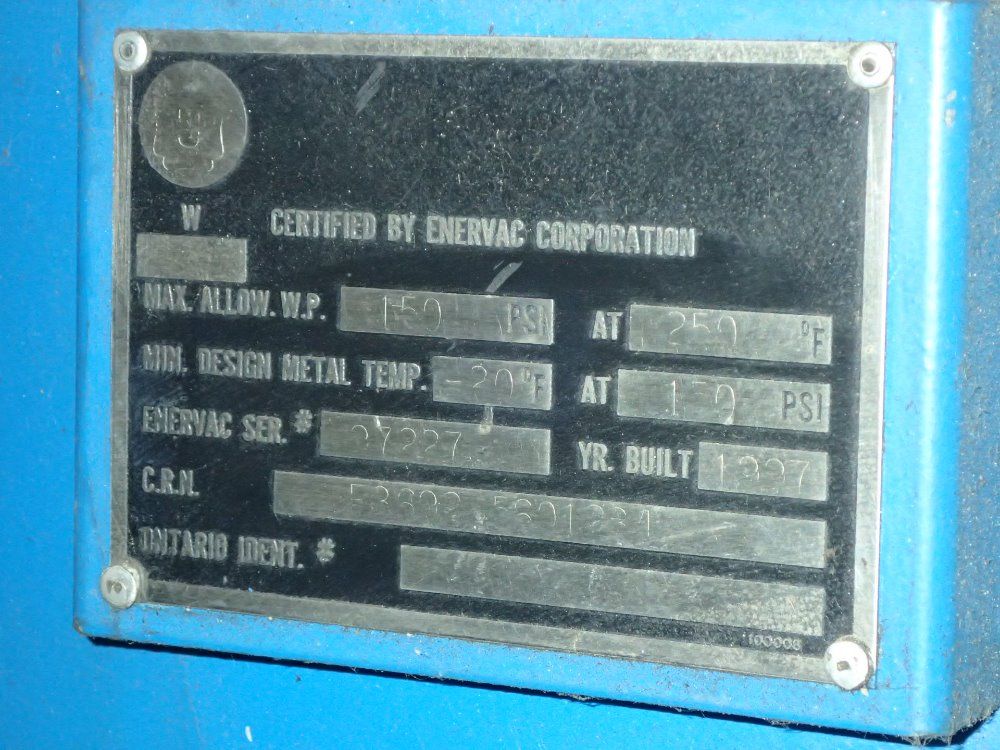 W
CERTIFIED BY ENERVAC CORPORATION
MAX. ALLOW. W.P. 150 PSI AT 250 °F
MIN. DESIGN METAL TEMP. -20 °F AT 150 PSI
ENERVAC SER. #
YR. BUILT 1997
C.R.N.
ONTARIO IDENT. #
100008